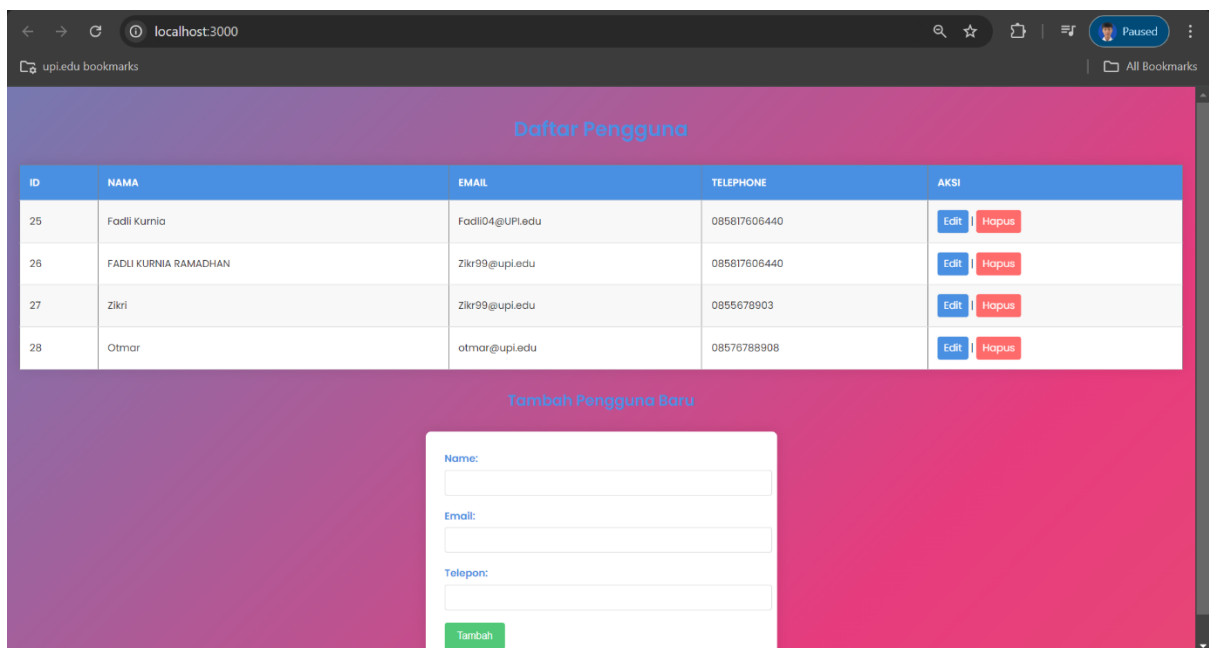 localhost:3000
Paused
upi.edu bookmarks
All Bookmarks
Daftar Pengguna
ID NAMA EMAIL TELEPHONE AKSI
25 Fadli Kurnia Fadli04@UPI.edu 085817606440 Edit | Hapus
26 FADLI KURNIA RAMADHAN Zikr99@upi.edu 085817606440 Edit | Hapus
27 Zikri Zikr99@upi.edu 0855678903 Edit | Hapus
28 Otmar otmar@upi.edu 08576788908 Edit | Hapus
Tambah Pengguna Baru
Name:
Email:
Telepon:
Tambah